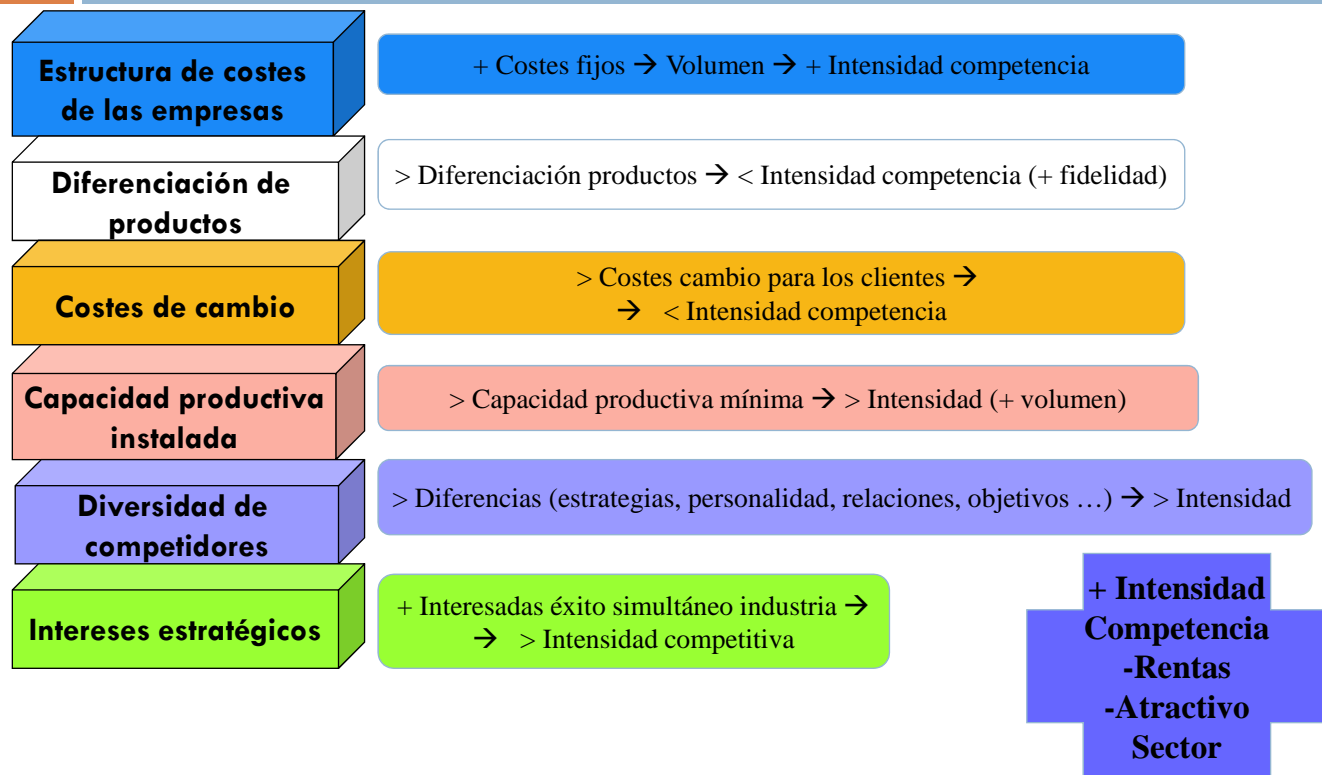 Estructura de costes
de las empresas
+ Costes fijos → Volumen → + Intensidad competencia
Diferenciación de
productos
> Diferenciación productos → < Intensidad competencia (+ fidelidad)
Costes de cambio
> Costes cambio para los clientes →
→ < Intensidad competencia
Capacidad productiva
instalada
> Capacidad productiva mínima → > Intensidad (+ volumen)
Diversidad de
competidores
> Diferencias (estrategias, personalidad, relaciones, objetivos …) → > Intensidad
Intereses estratégicos
+ Interesadas éxito simultáneo industria →
→ > Intensidad competitiva
+ Intensidad
Competencia
-Rentas
-Atractivo
Sector